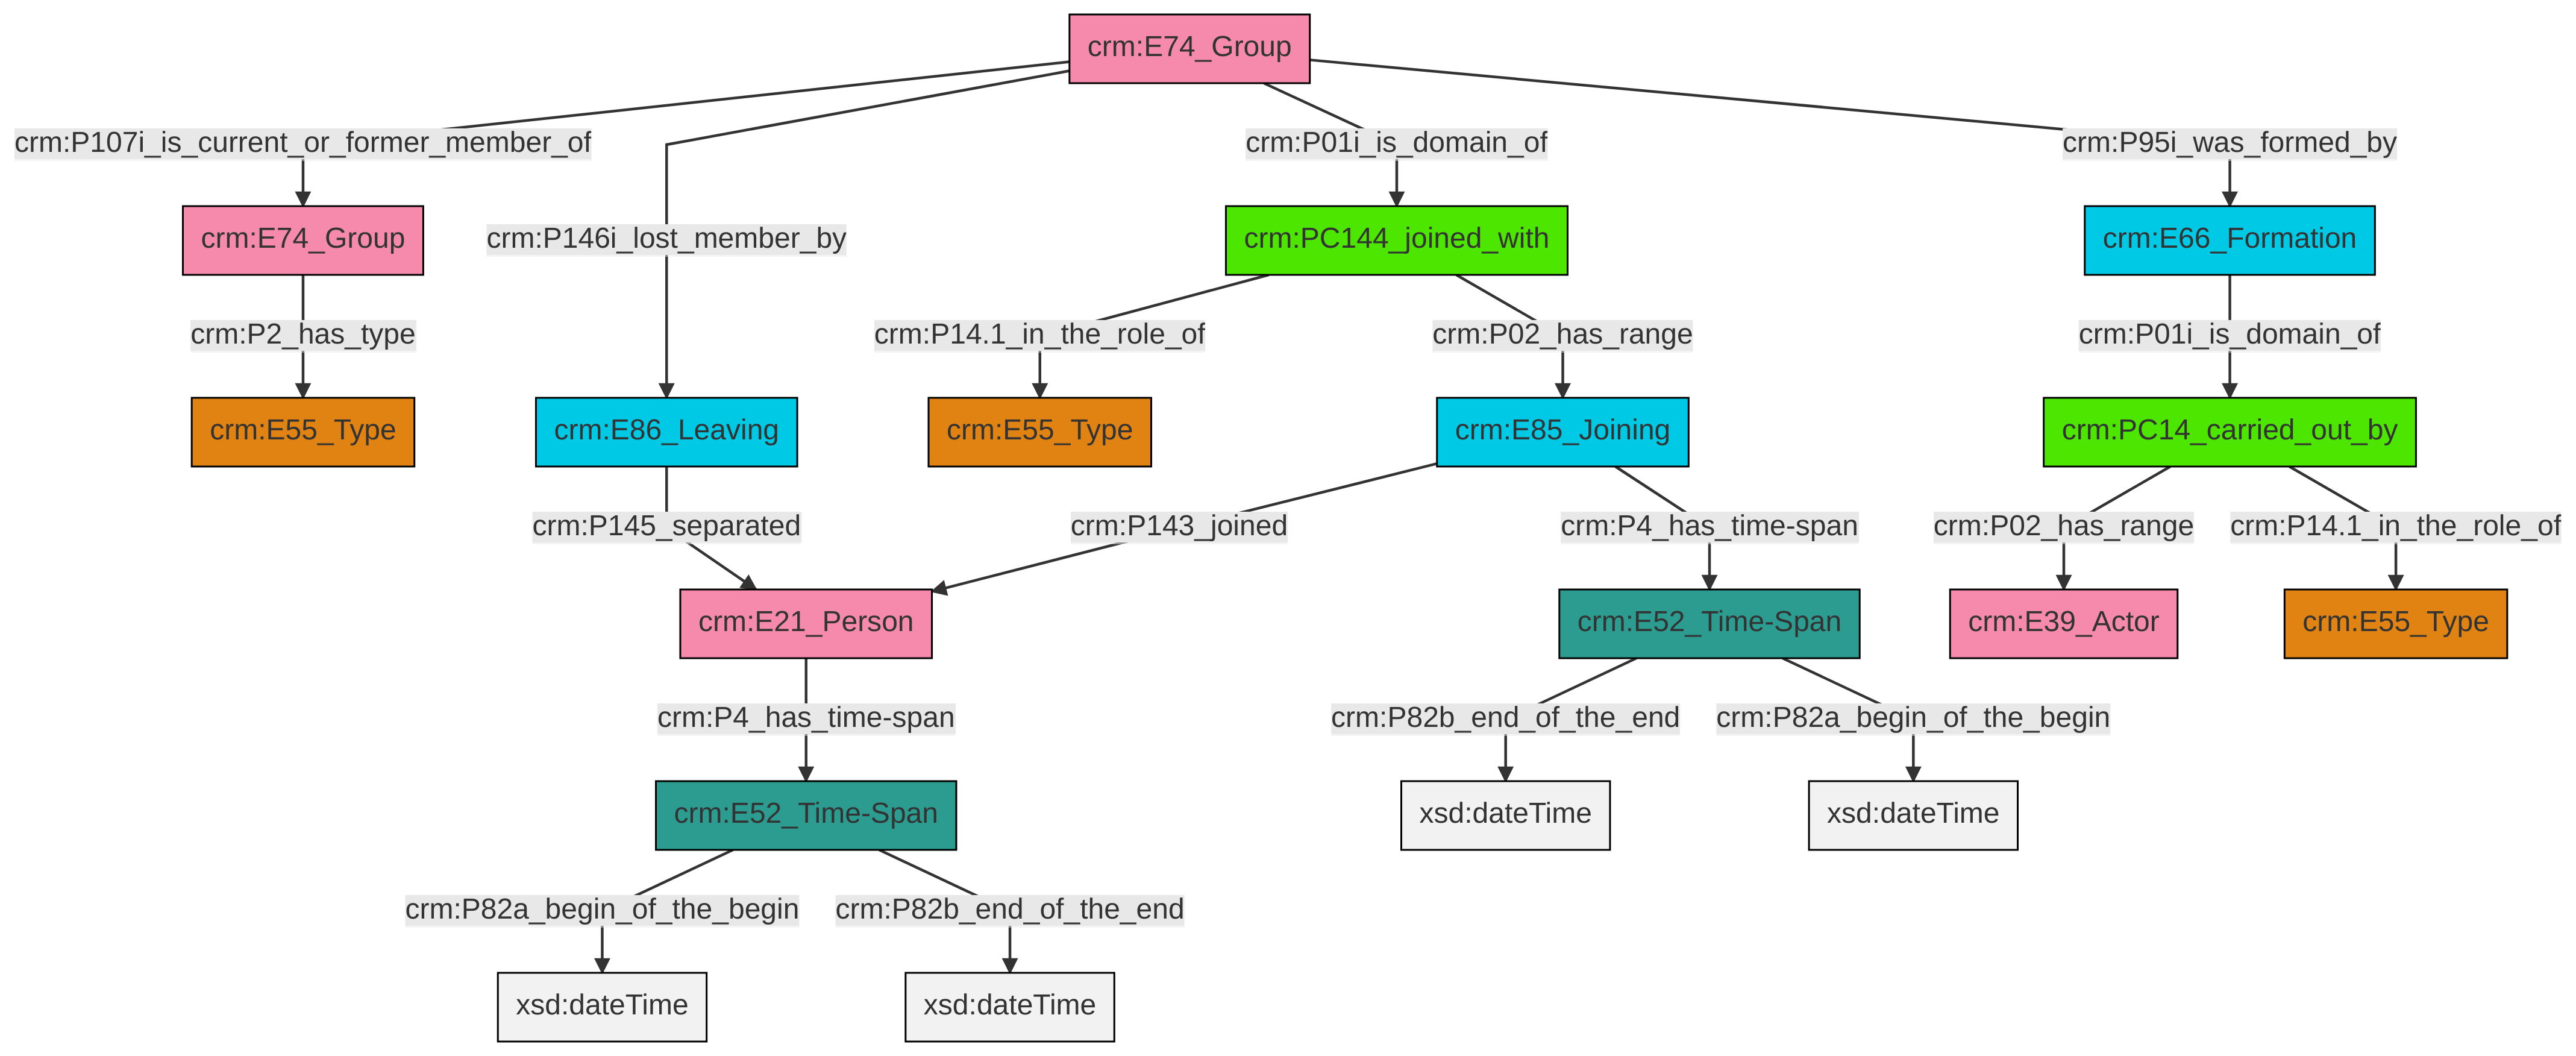 crm:E74_Group
crm:P107i_is_current_or_former_member_of
crm:P01i_is_domain_of
crm:P95i_was_formed_by
crm:E74_Group
crm:P146i_lost_member_by
crm:PC144_joined_with
crm:E66_Formation
crm:P2_has_type
crm:P14.1_in_the_role_of
crm:P02_has_range
crm:P01i_is_domain_of
crm:E55_Type
crm:E86_Leaving
crm:E55_Type
crm:E85_Joining
crm:PC14_carried_out_by
crm:P145_separated
crm:P143_joined
crm:P4_has_time-span
crm:P02_has_range
crm:P14.1_in_the_role_of
crm:E21_Person
crm:E52_Time-Span
crm:E39_Actor
crm:E55_Type
crm:P4_has_time-span
crm:P82b_end_of_the_end
crm:P82a_begin_of_the_begin
crm:E52_Time-Span
xsd:dateTime
xsd:dateTime
crm:P82a_begin_of_the_begin
crm:P82b_end_of_the_end
xsd:dateTime
xsd:dateTime